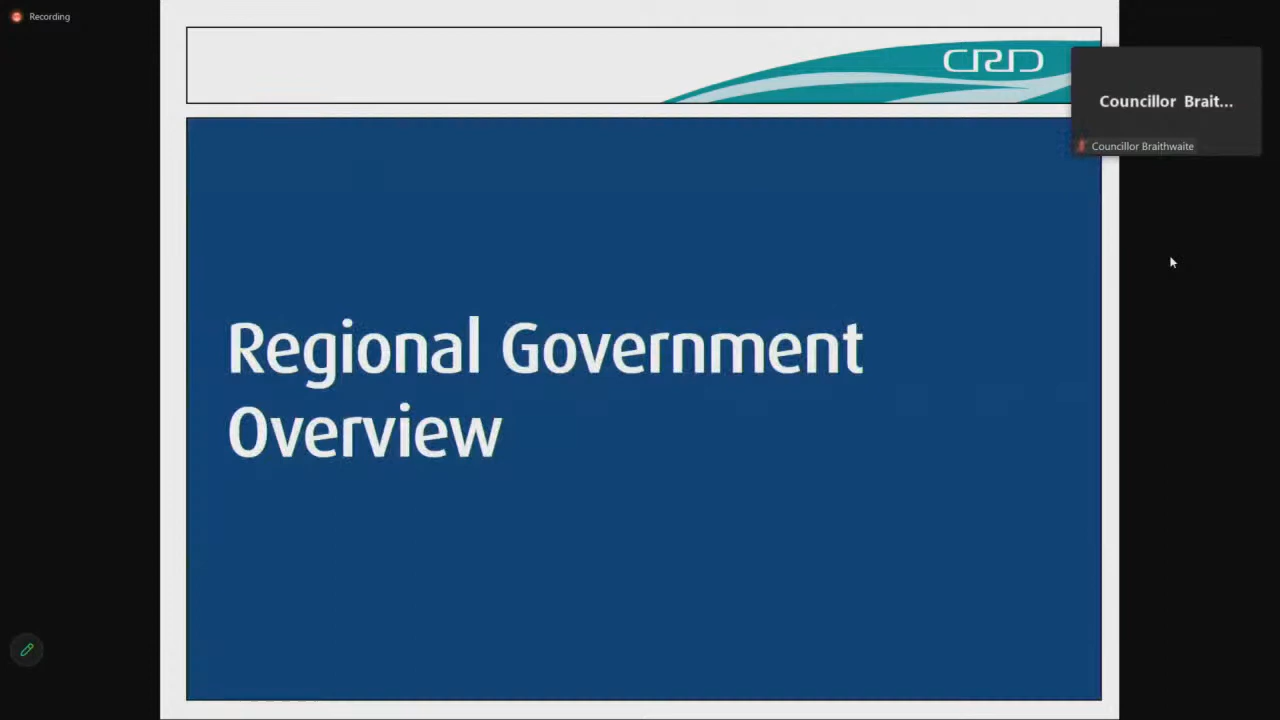 Recording
CRD
Councillor Brait...
Councillor Braithwaite
Regional Government
Overview